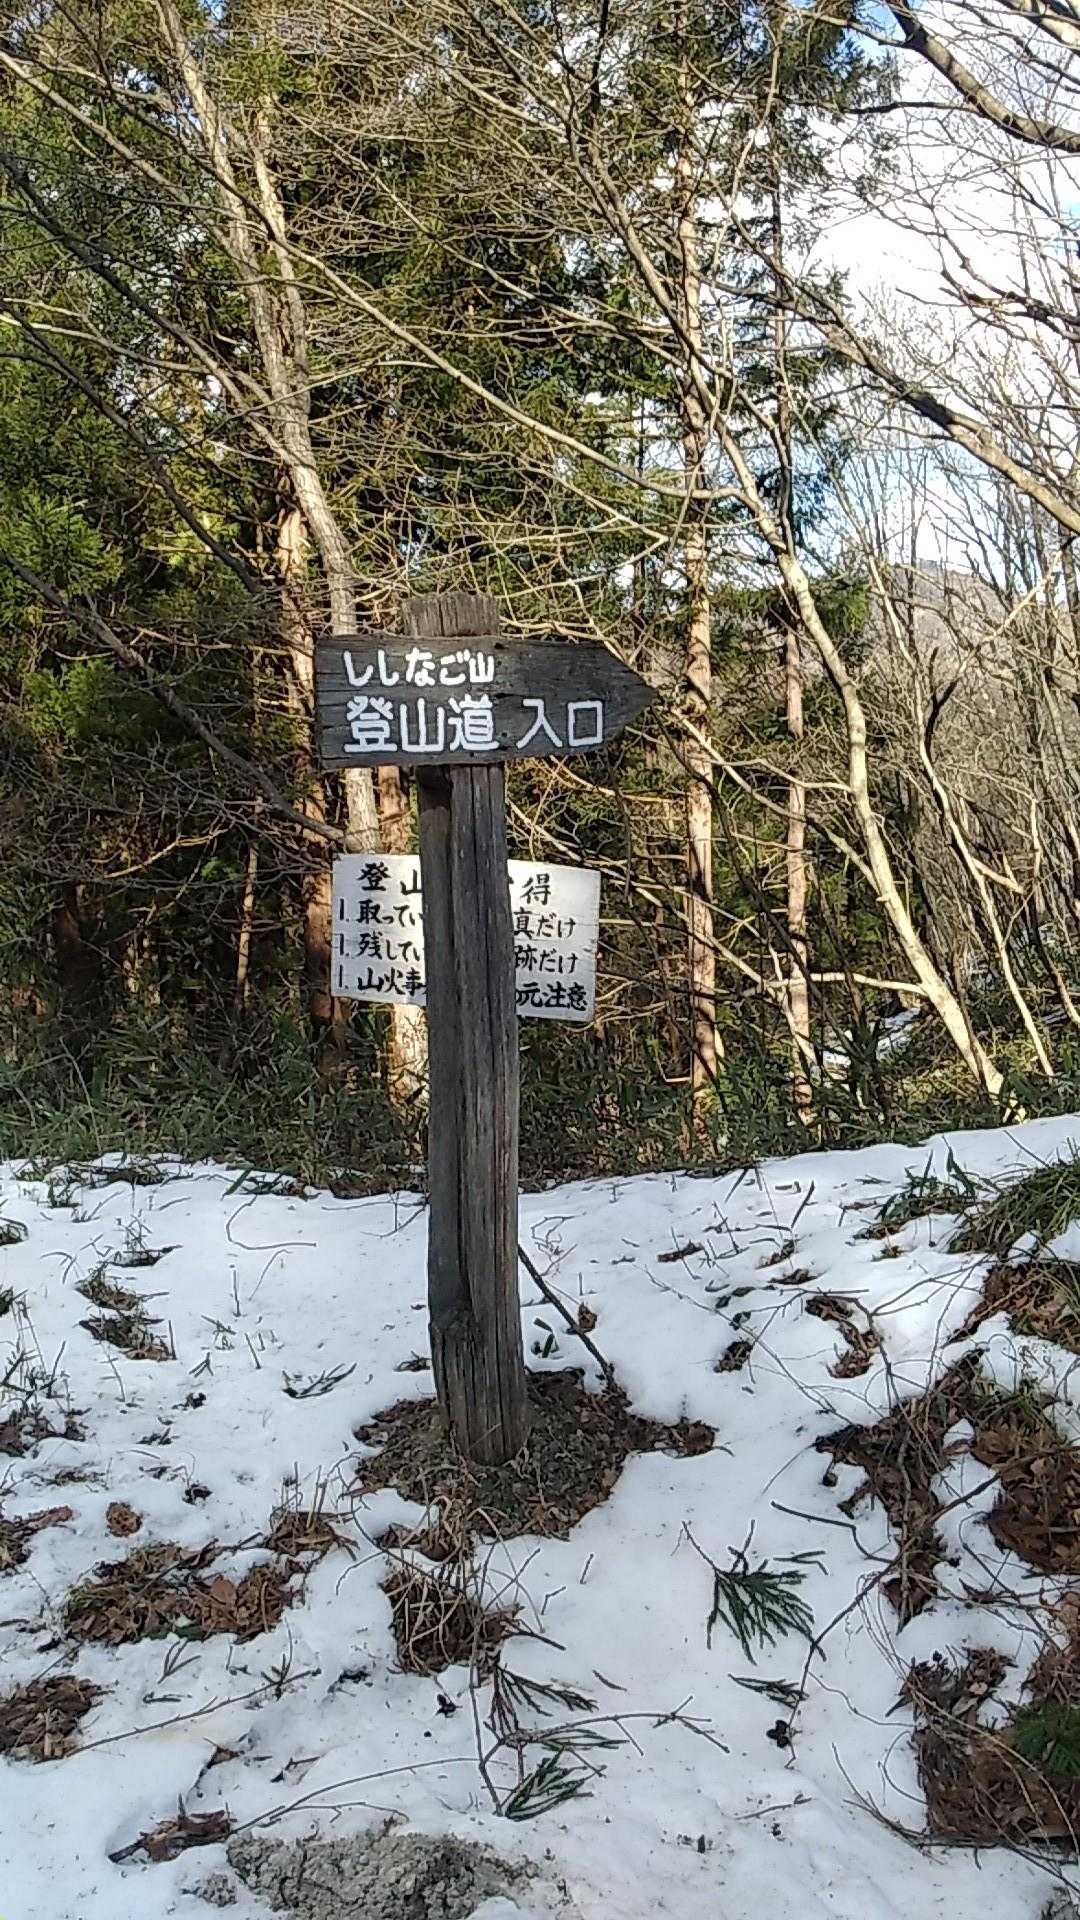 ししなご山
登山道 入口
登山 得
1. 取ってい 真だけ
1. 残してい 跡だけ
1. 山火事 の元注意